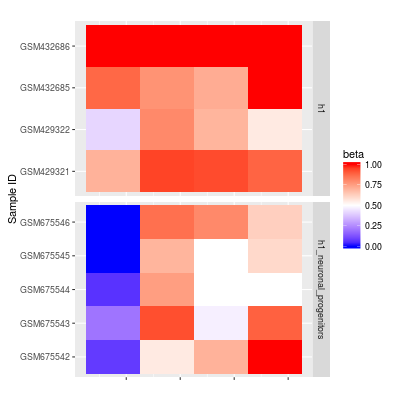 GSM432686
GSM432685
GSM429322
GSM429321
h1
GSM675546
GSM675545
GSM675544
GSM675543
GSM675542
h1_neuronal_progenitors
Sample ID
beta
1.00
0.75
0.50
0.25
0.00